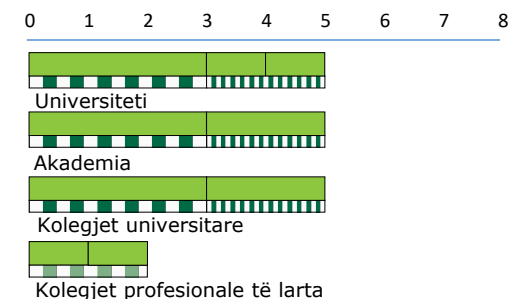 0 1 2 3 4 5 6 7 8
Universiteti
Akademia
Kolegjet universitare
Kolegjet profesionale të larta